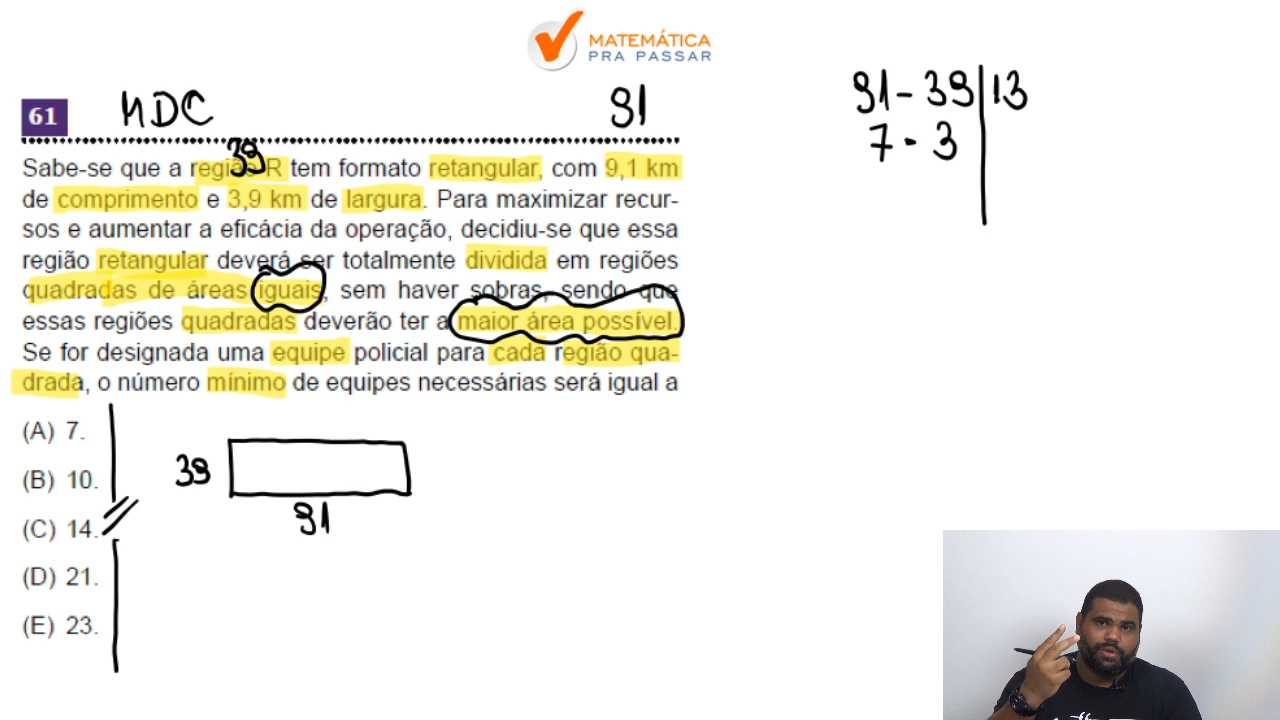 MATEMÁTICA
PRA PASSAR
61
MDC
91
39
Sabe-se que a região R tem formato retangular, com 9,1 km
de comprimento e 3,9 km de largura. Para maximizar recur-
sos e aumentar a eficácia da operação, decidiu-se que essa
região retangular deverá ser totalmente dividida em regiões
quadradas de áreas iguais, sem haver sobras, sendo que
essas regiões quadradas deverão ter a maior área possível.
Se for designada uma equipe policial para cada região qua-
drada, o número mínimo de equipes necessárias será igual a
(A) 7.
(B) 10.
(C) 14.
(D) 21.
(E) 23.
39
91
91 - 39 | 13
7 - 3